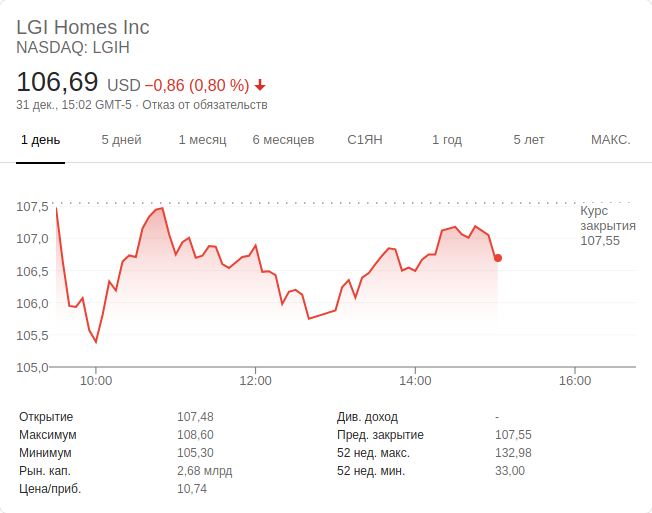 LGI Homes Inc
NASDAQ: LGIH
106,69 USD −0,86 (0,80 %)
31 дек., 15:02 GMT-5 · Отказ от обязательств
1 день 5 дней 1 месяц 6 месяцев С1ЯН 1 год 5 лет МАКС.
107,5
107,0
106,5
106,0
105,5
105,0
Курс
закрытия
107,55
10:00 12:00 14:00 16:00
Открытие 107,48 Див. доход -
Максимум 108,60 Пред. закрытие 107,55
Минимум 105,30 52 нед. макс. 132,98
Рын. кап. 2,68 млрд 52 нед. мин. 33,00
Цена/приб. 10,74